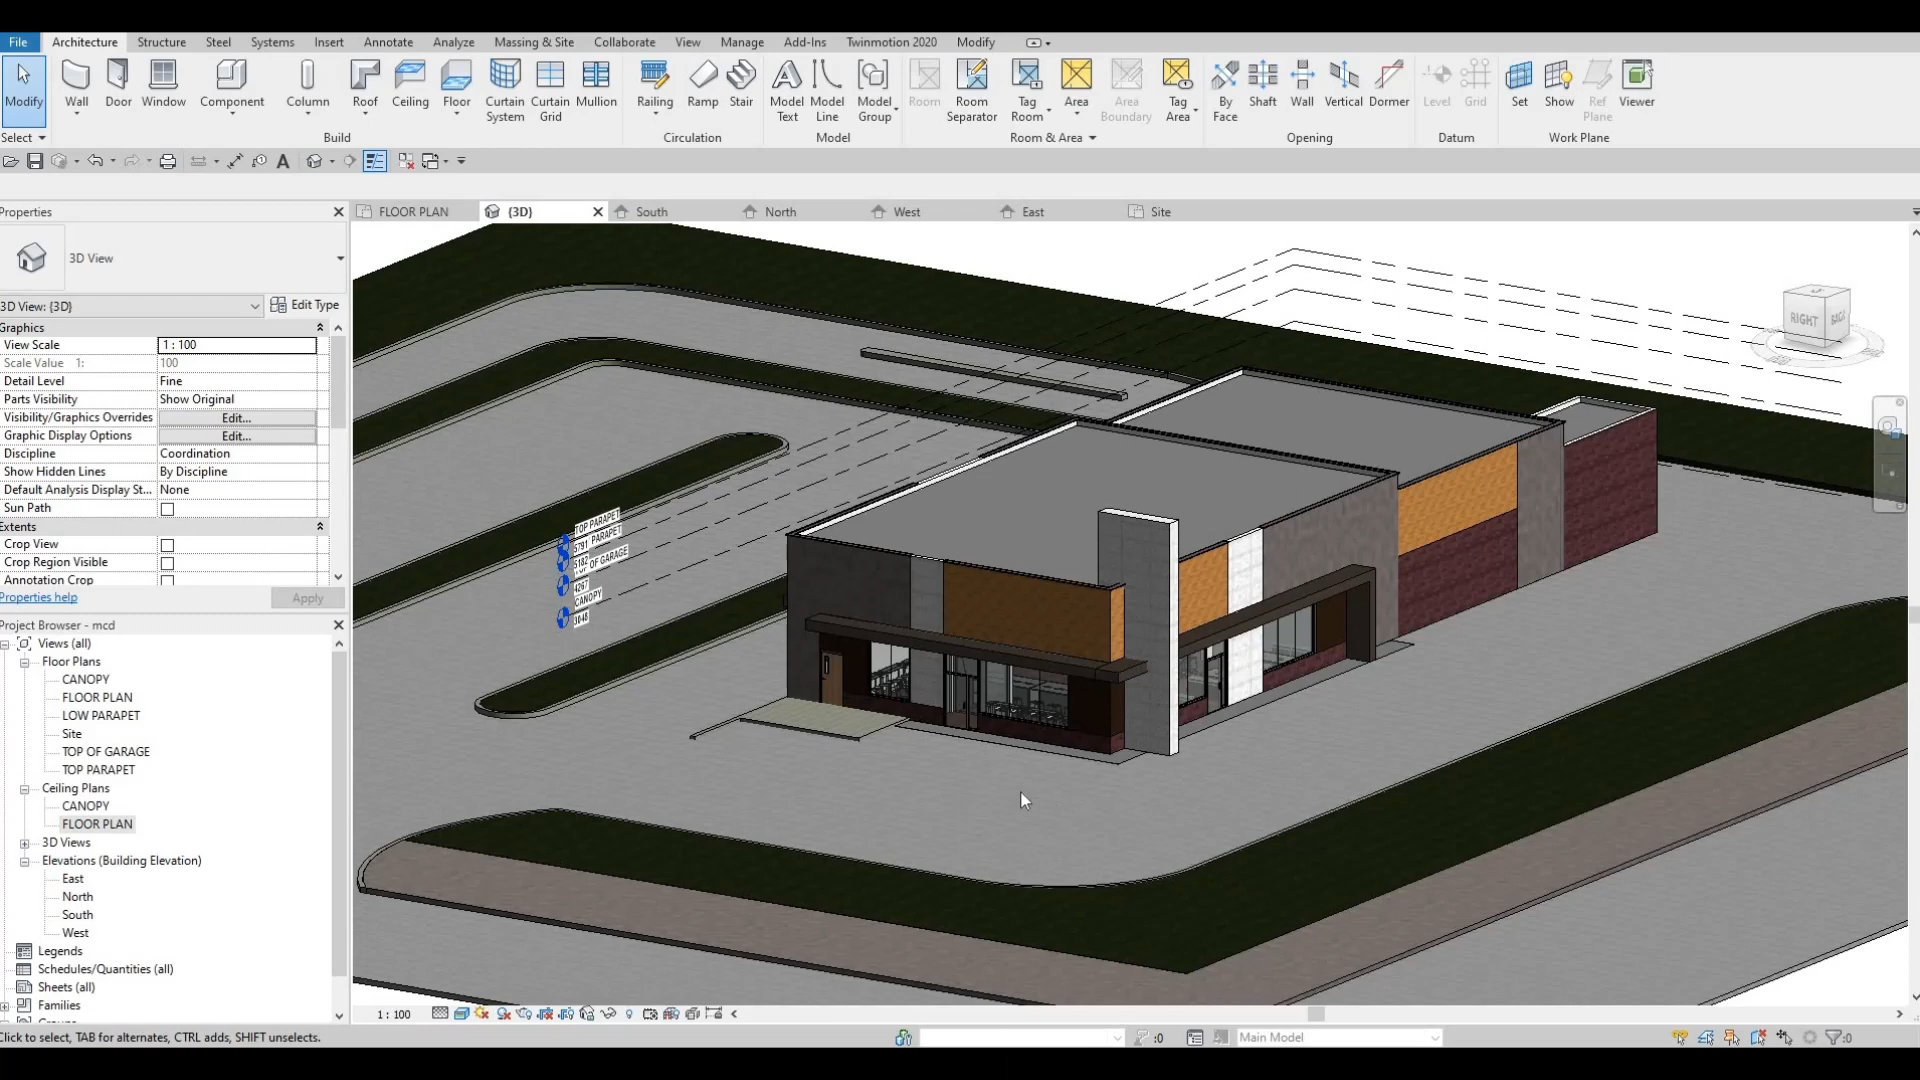 File Architecture Structure Steel Systems Insert Annotate Analyze Massing & Site Collaborate View Manage Add-Ins Twinmotion 2020 Modify
Modify Wall Door Window Component Column Roof Ceiling Floor Curtain System Curtain Grid Mullion Railing Ramp Stair Model Text Model Line Model Group Room Room Separator Tag Room Area Area Boundary Tag Area By Face Shaft Wall Vertical Dormer Level Grid Set Show Ref Plane Viewer
Select Build Circulation Model Room & Area Opening Datum Work Plane
Properties
FLOOR PLAN {3D} South North West East Site
3D View
3D View: {3D} Edit Type
Graphics
View Scale 1 : 100
Scale Value 1: 100
Detail Level Fine
Parts Visibility Show Original
Visibility/Graphics Overrides Edit...
Graphic Display Options Edit...
Discipline Coordination
Show Hidden Lines By Discipline
Default Analysis Display St... None
Sun Path
Extents
Crop View
Crop Region Visible
Annotation Crop
Properties help Apply
Project Browser - mcd
Views (all)
Floor Plans
CANOPY
FLOOR PLAN
LOW PARAPET
Site
TOP OF GARAGE
TOP PARAPET
Ceiling Plans
CANOPY
FLOOR PLAN
3D Views
Elevations (Building Elevation)
East
North
South
West
Legends
Schedules/Quantities (all)
Sheets (all)
Families
RIGHT BACK
TOP PARAPET
5791 PARAPET
5182
OF GARAGE
4267
CANOPY
3048
1 : 100
Click to select, TAB for alternates, CTRL adds, SHIFT unselects.
:0
Main Model
:0